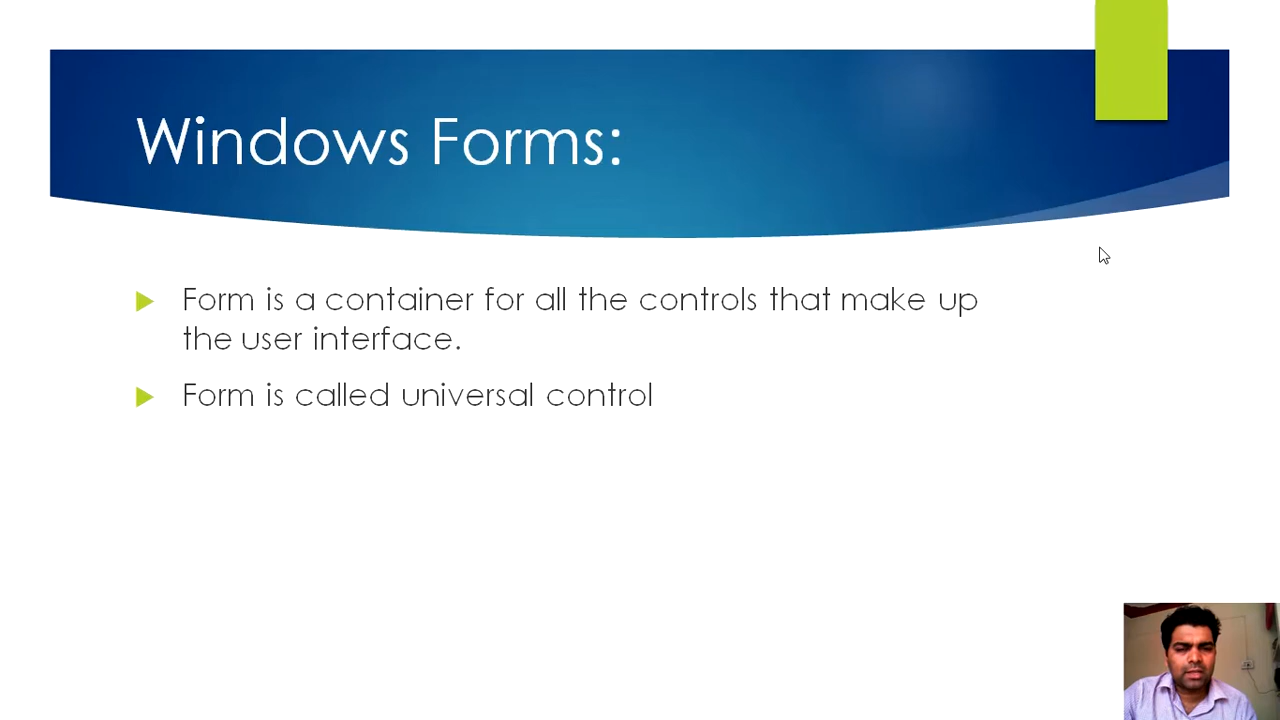 Windows Forms:
Form is a container for all the controls that make up
the user interface.
Form is called universal control